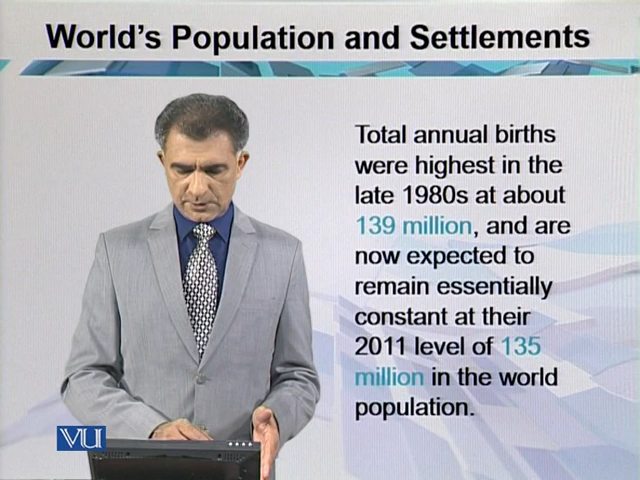 World's Population and Settlements
Total annual births
were highest in the
late 1980s at about
139 million, and are
now expected to
remain essentially
constant at their
2011 level of 135
million in the world
population.
VU